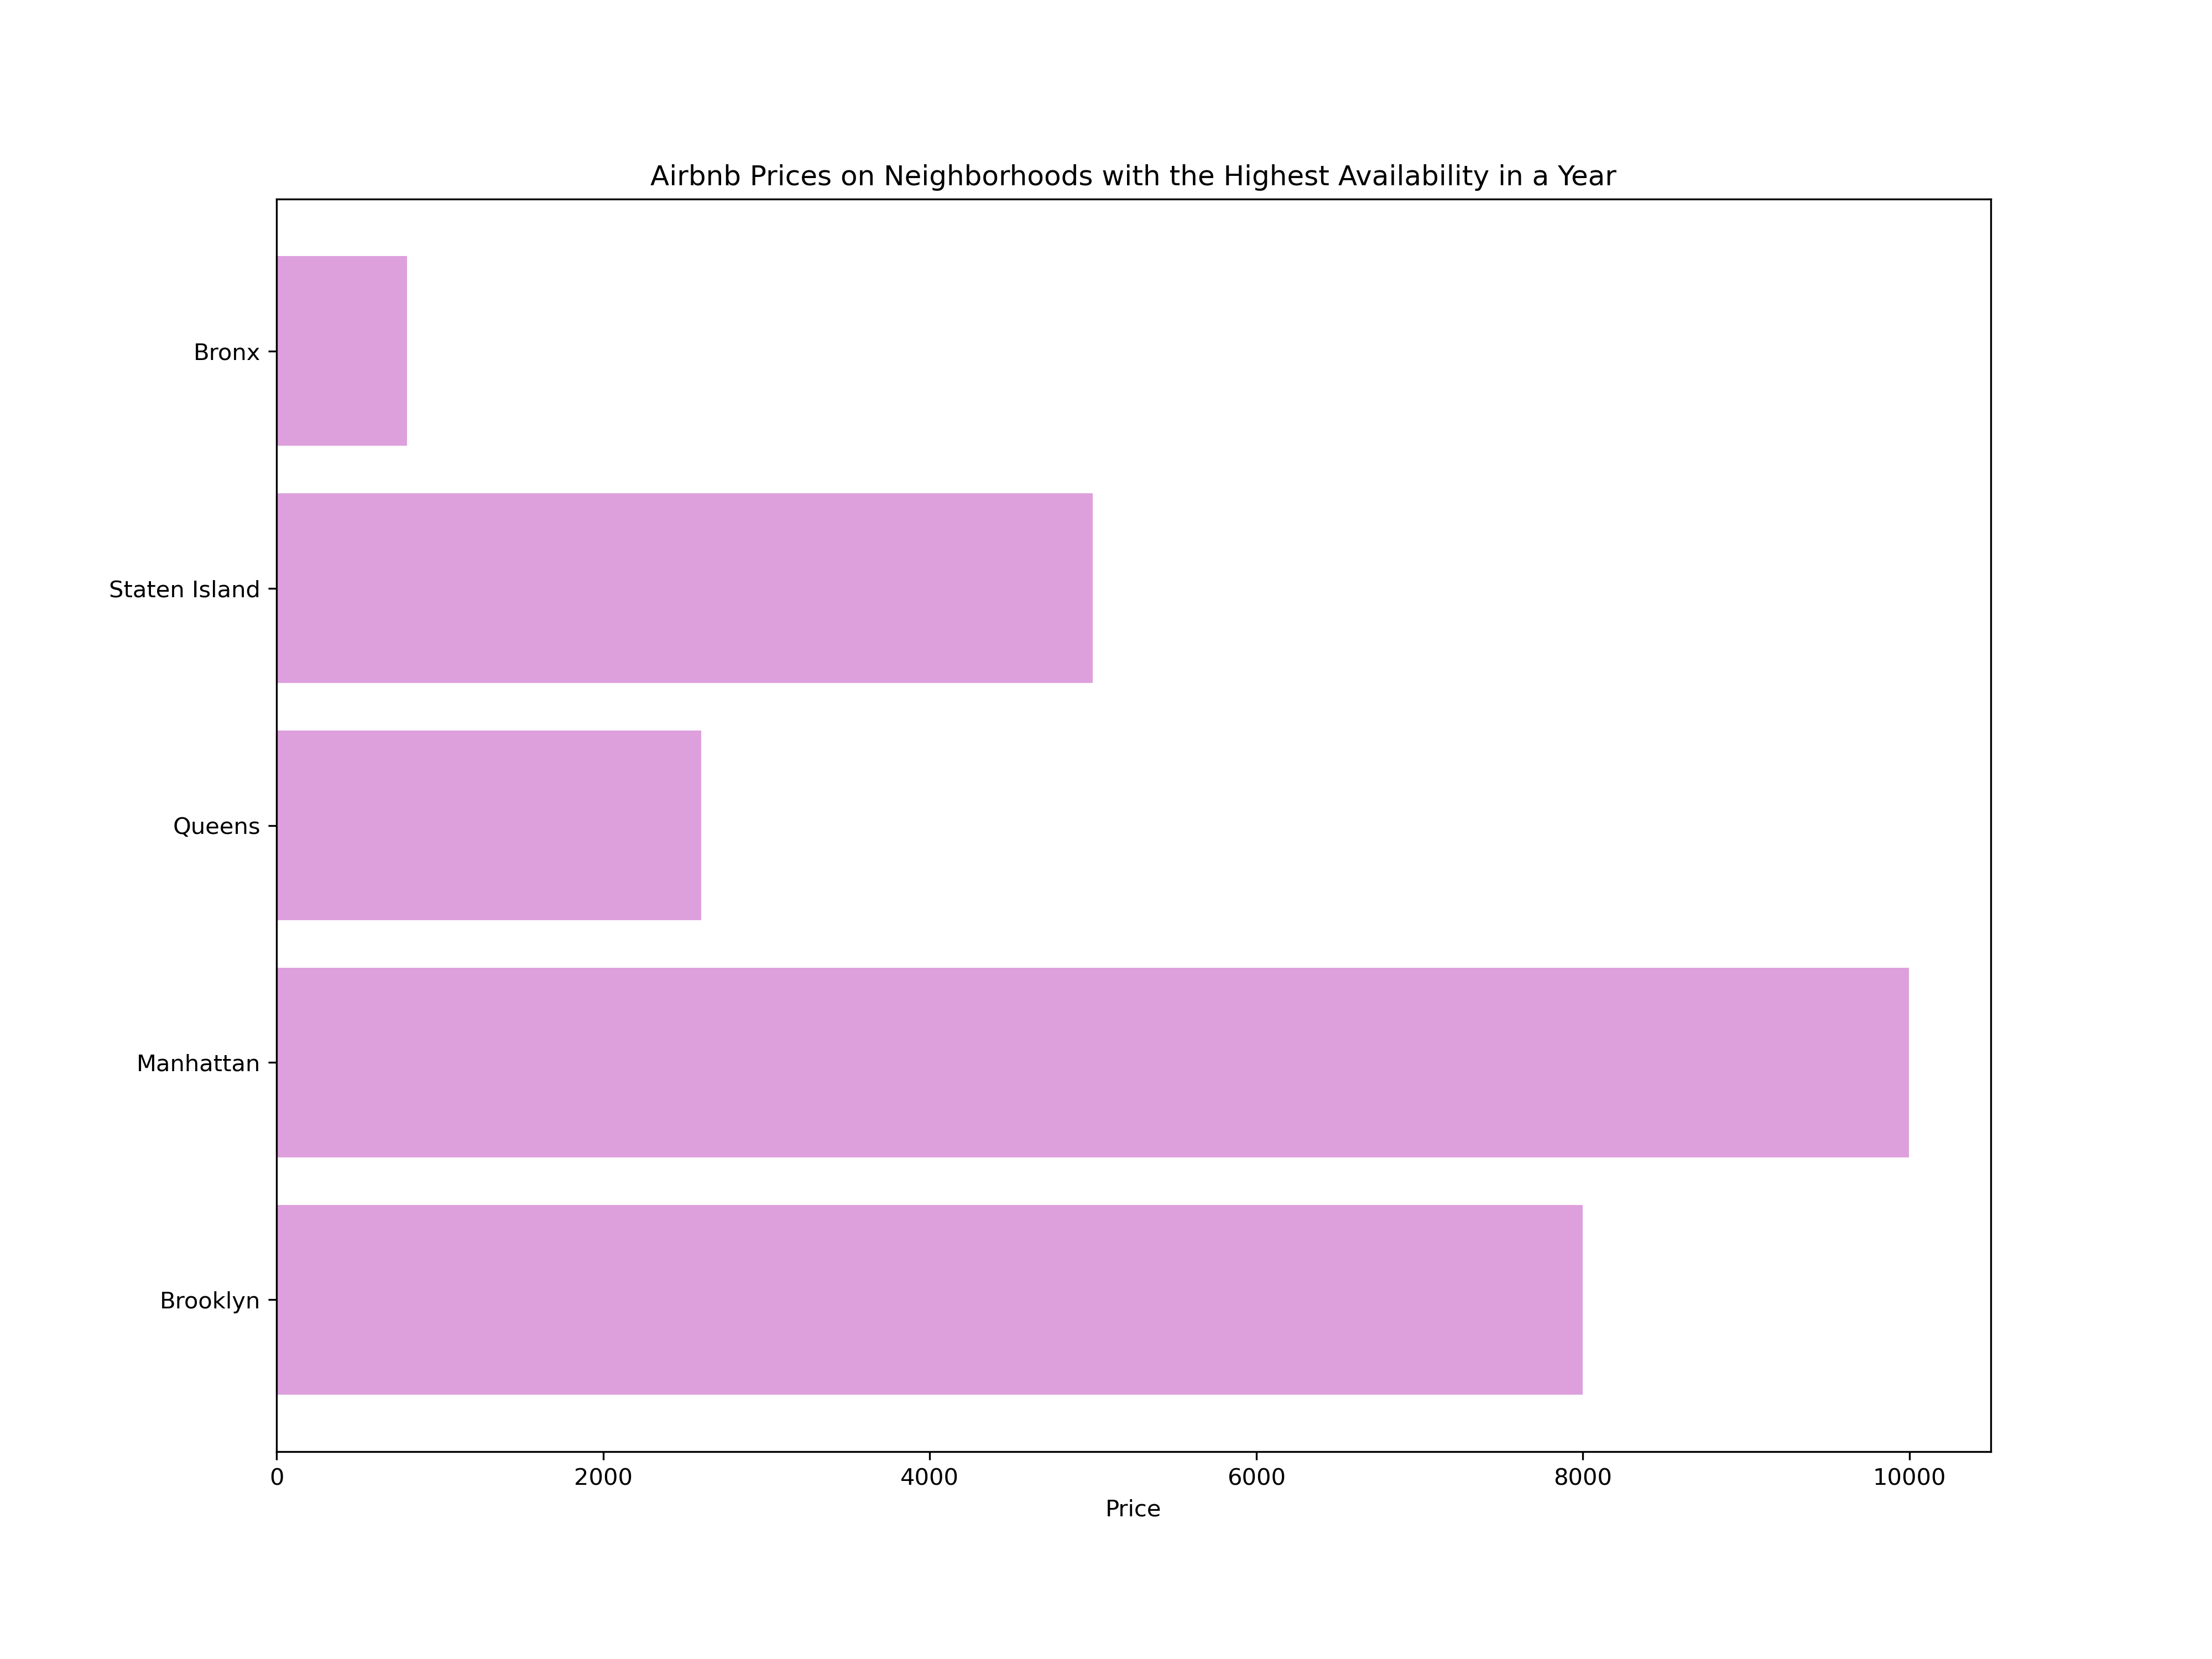 Airbnb Prices on Neighborhoods with the Highest Availability in a Year
Bronx
Staten Island
Queens
Manhattan
Brooklyn
0 2000 4000 6000 8000 10000
Price